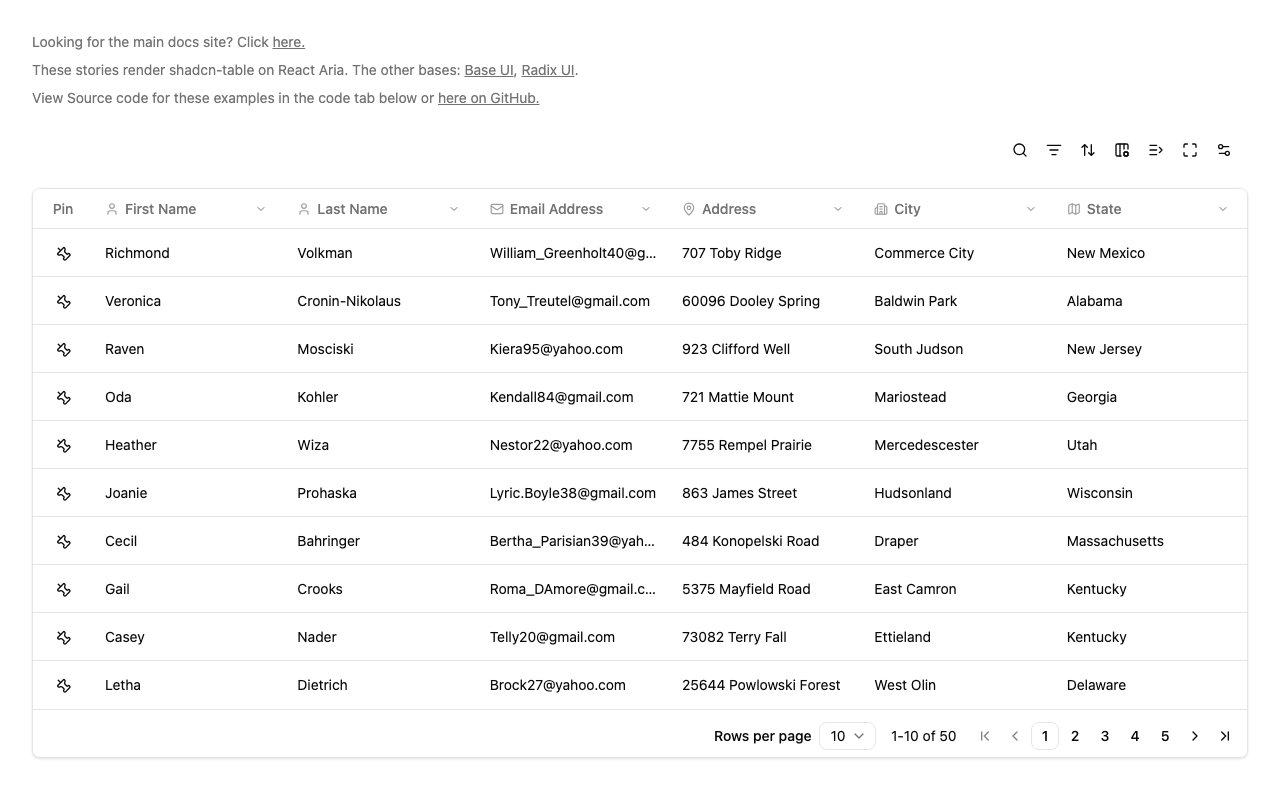 Looking for the main docs site? Click here.
These stories render shadcn-table on React Aria. The other bases: Base UI, Radix UI.
View Source code for these examples in the code tab below or here on GitHub.
Pin First Name Last Name Email Address Address City State
Richmond Volkman William_Greenholt40@g... 707 Toby Ridge Commerce City New Mexico
Veronica Cronin-Nikolaus Tony_Treutel@gmail.com 60096 Dooley Spring Baldwin Park Alabama
Raven Mosciski Kiera95@yahoo.com 923 Clifford Well South Judson New Jersey
Oda Kohler Kendall84@gmail.com 721 Mattie Mount Mariostead Georgia
Heather Wiza Nestor22@yahoo.com 7755 Rempel Prairie Mercedescester Utah
Joanie Prohaska Lyric.Boyle38@gmail.com 863 James Street Hudsonland Wisconsin
Cecil Bahringer Bertha_Parisian39@yah... 484 Konopelski Road Draper Massachusetts
Gail Crooks Roma_DAmore@gmail.c... 5375 Mayfield Road East Camron Kentucky
Casey Nader Telly20@gmail.com 73082 Terry Fall Ettieland Kentucky
Letha Dietrich Brock27@yahoo.com 25644 Powlowski Forest West Olin Delaware
Rows per page 10 1-10 of 50 1 2 3 4 5